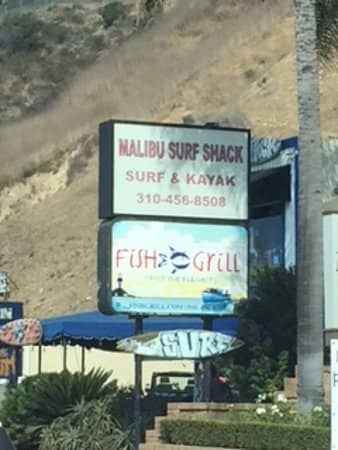 MALIBU SURF SHACK
SURF & KAYAK
310-456-8508
FISH GRILL
SURF